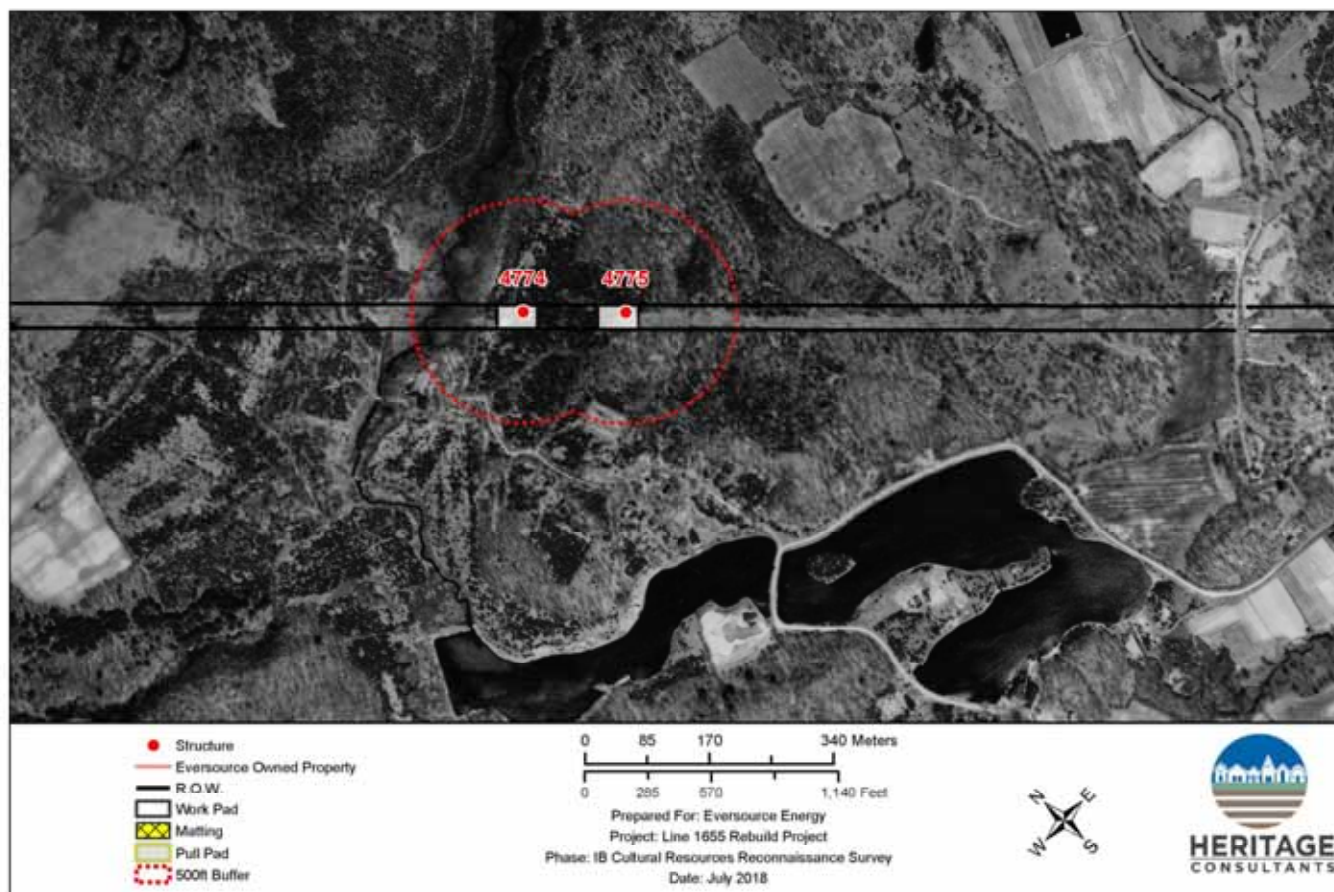 4774
4775
Structure
Eversource Owned Property
R.O.W.
Work Pad
Matting
Pull Pad
500ft Buffer
0 85 170 340 Meters
0 285 570 1,140 Feet
Prepared For: Eversource Energy
Project: Line 1655 Rebuild Project
Phase: IB Cultural Resources Reconnaissance Survey
Date: July 2018
N E
W S
HERITAGE
CONSULTANTS